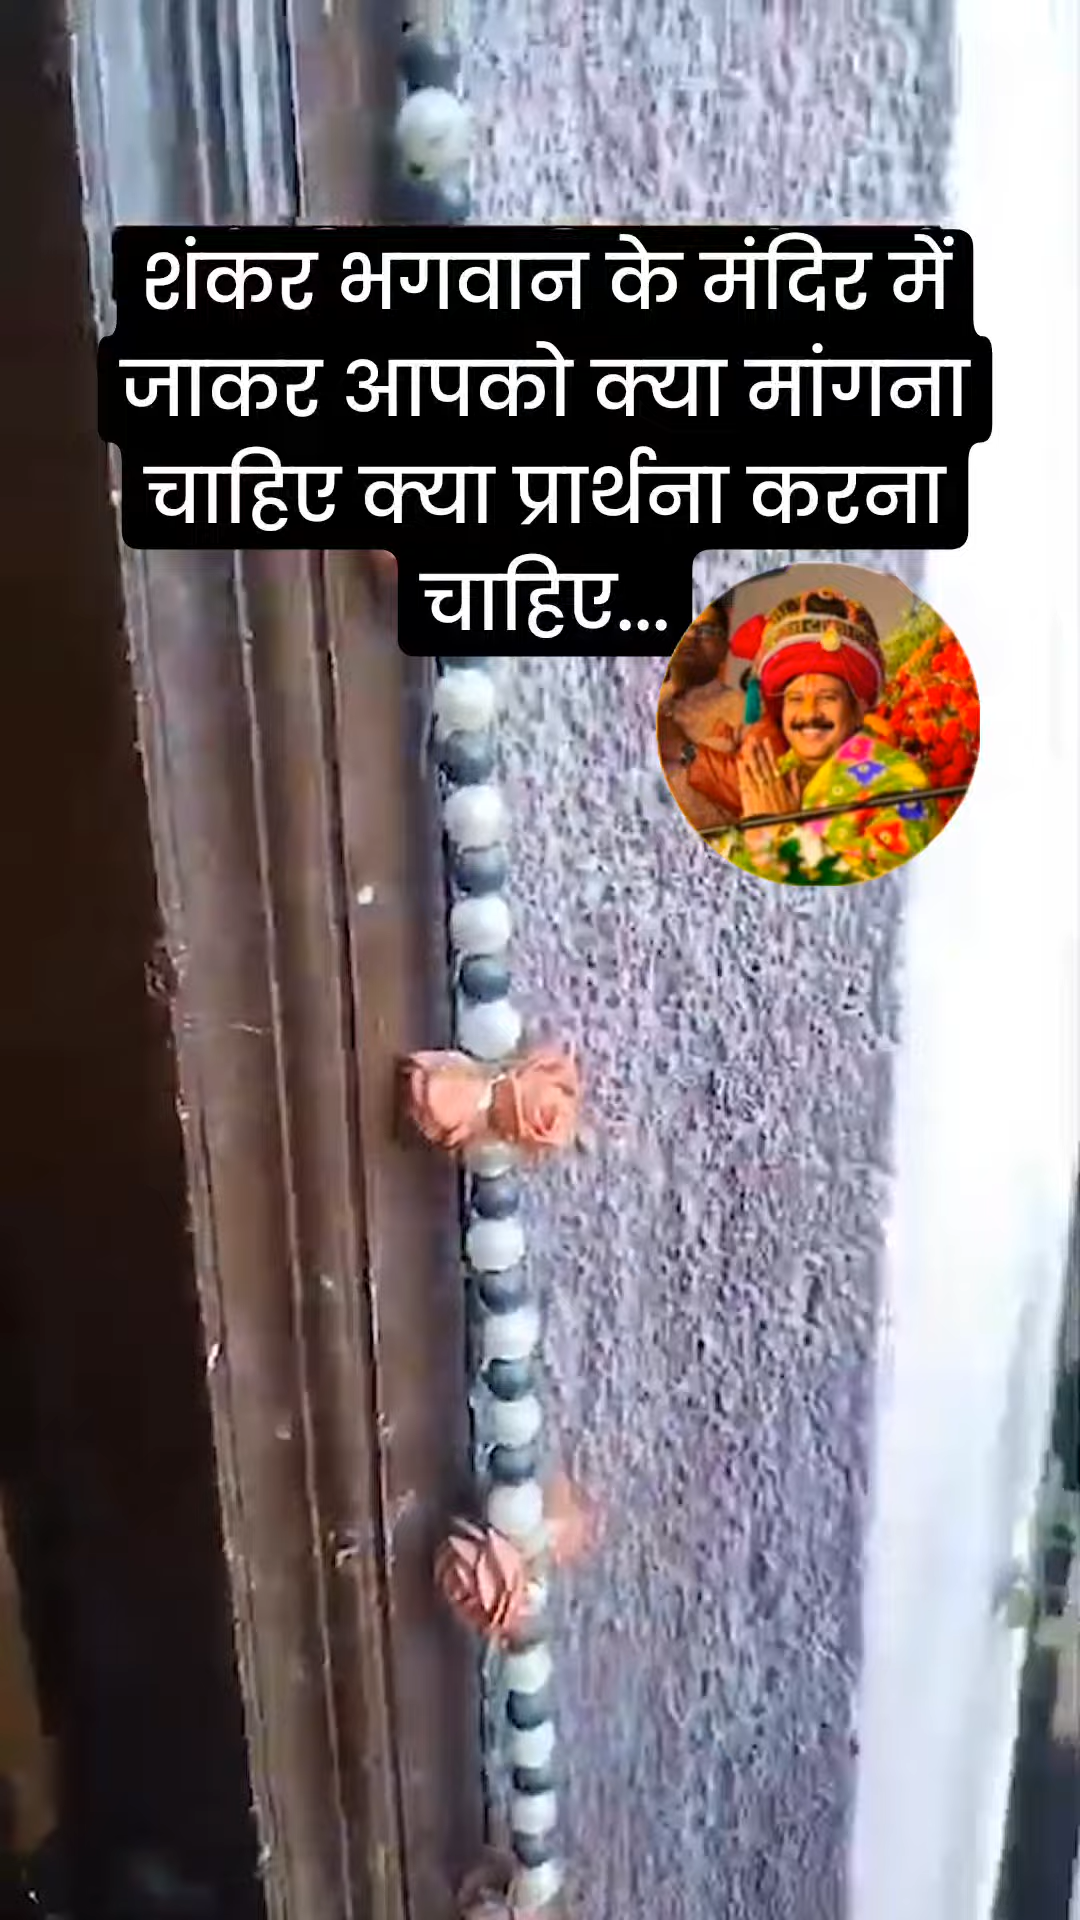 शंकर भगवान के मंदिर में
जाकर आपको क्या मांगना
चाहिए क्या प्रार्थना करना
चाहिए...